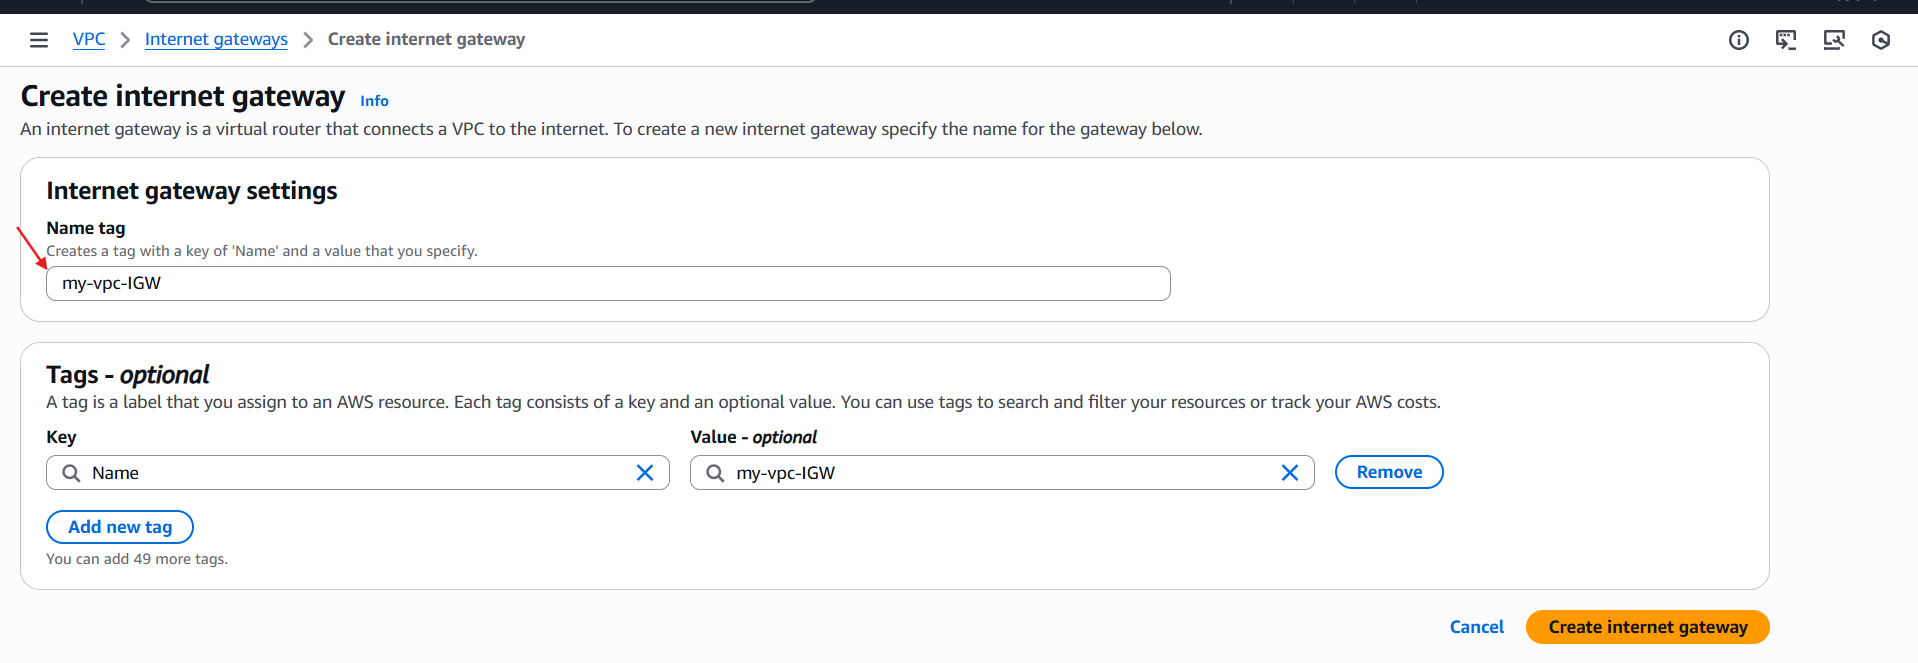 VPC > Internet gateways > Create internet gateway
Create internet gateway Info
An internet gateway is a virtual router that connects a VPC to the internet. To create a new internet gateway specify the name for the gateway below.
Internet gateway settings
Name tag
Creates a tag with a key of 'Name' and a value that you specify.
my-vpc-IGW
Tags - optional
A tag is a label that you assign to an AWS resource. Each tag consists of a key and an optional value. You can use tags to search and filter your resources or track your AWS costs.
Key Value - optional
Name my-vpc-IGW Remove
Add new tag
You can add 49 more tags.
Cancel Create internet gateway